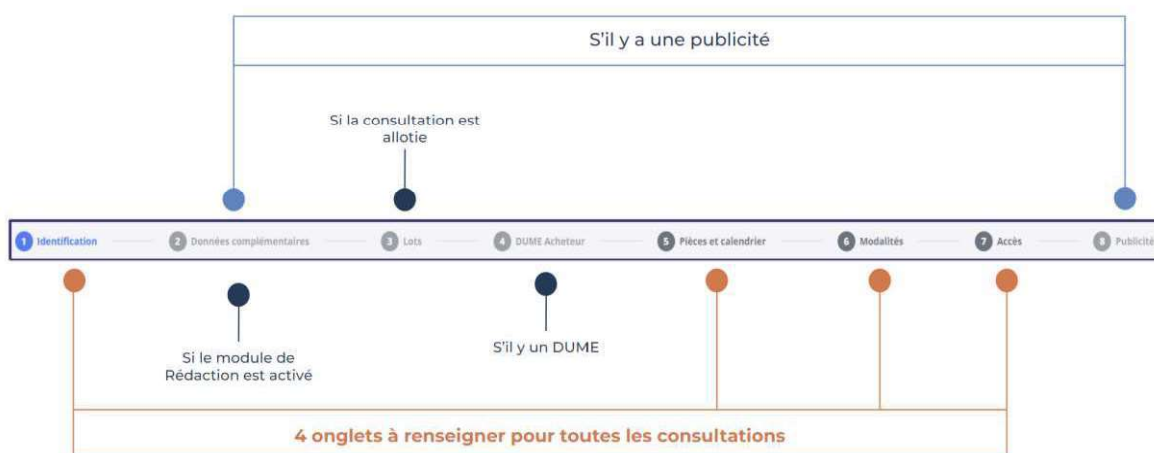 S'il y a une publicité
Si la consultation est
allotie
1 Identification
2 Données complémentaires
3 Lots
4 DUME Acheteur
5 Pièces et calendrier
6 Modalités
7 Accès
8 Publicité
Si le module de
Rédaction est activé
S'il y un DUME
4 onglets à renseigner pour toutes les consultations